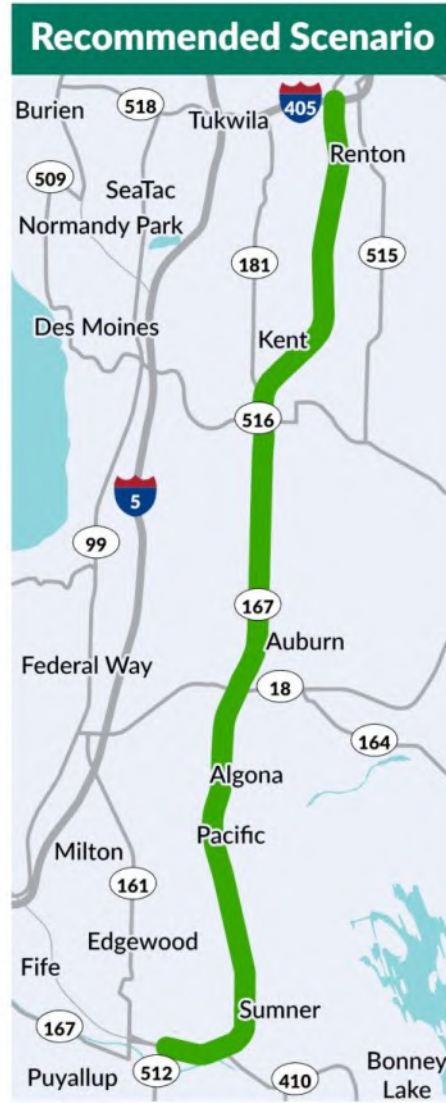 Recommended Scenario
Burien
518
Tukwila
405
Renton
509
SeaTac
Normandy Park
181
515
Des Moines
Kent
516
5
99
167
Auburn
Federal Way
18
164
Algona
Pacific
Milton
161
Edgewood
Fife
Sumner
167
Puyallup
512
410
Bonney
Lake